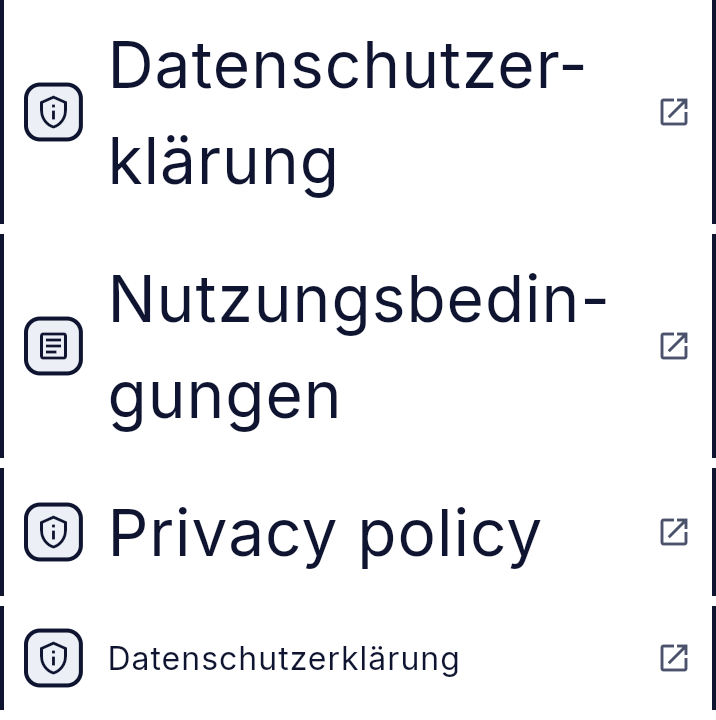 Datenschutzer-
klärung
Nutzungsbedin-
gungen
Privacy policy
Datenschutzerklärung